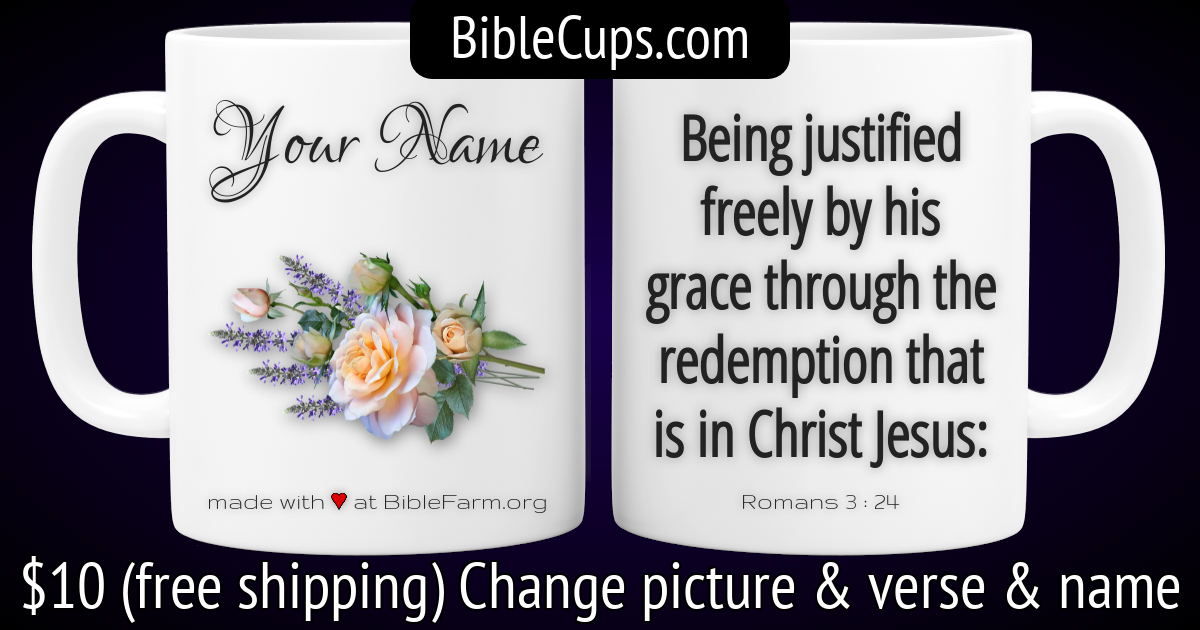 BibleCups.com
Your Name
made with ♥ at BibleFarm.org
Being justified
freely by his
grace through the
redemption that
is in Christ Jesus:
Romans 3 : 24
$10 (free shipping) Change picture & verse & name